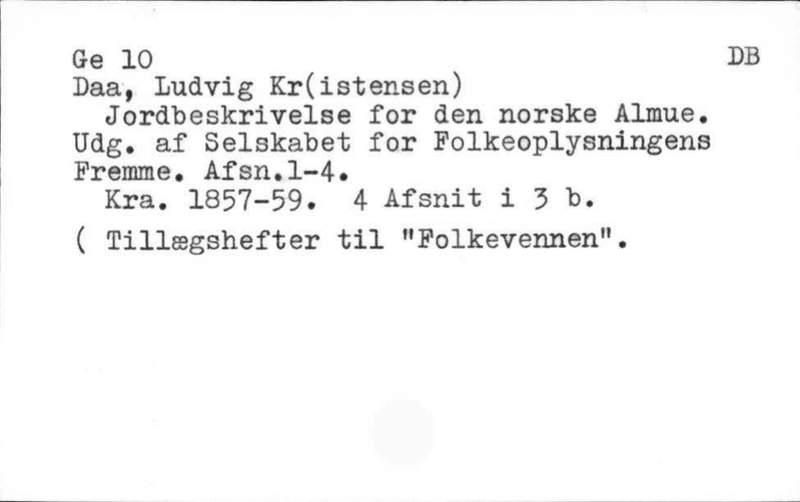 Ge 10 DB
Daa, Ludvig Kr(istensen)
Jordbeskrivelse for den norske Almue.
Udg. af Selskabet for Folkeoplysningens
Fremme. Afsn.1-4.
Kra. 1857-59. 4 Afsnit i 3 b.
( Tillægshefter til "Folkevennen".